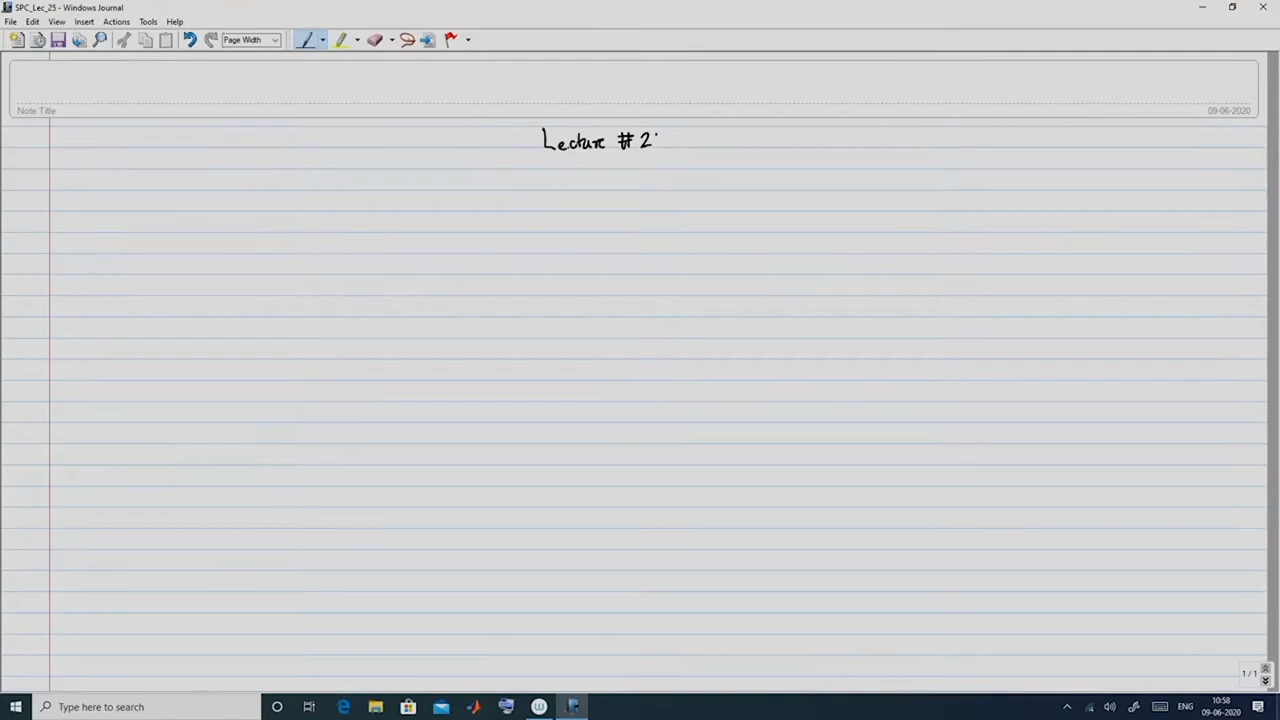 SPC_Lec_25 - Windows Journal
File Edit View Insert Actions Tools Help
Page Width
Note Title
09-06-2020
Lecture # 2
1 / 1
Type here to search
ENG
10:58
09-06-2020